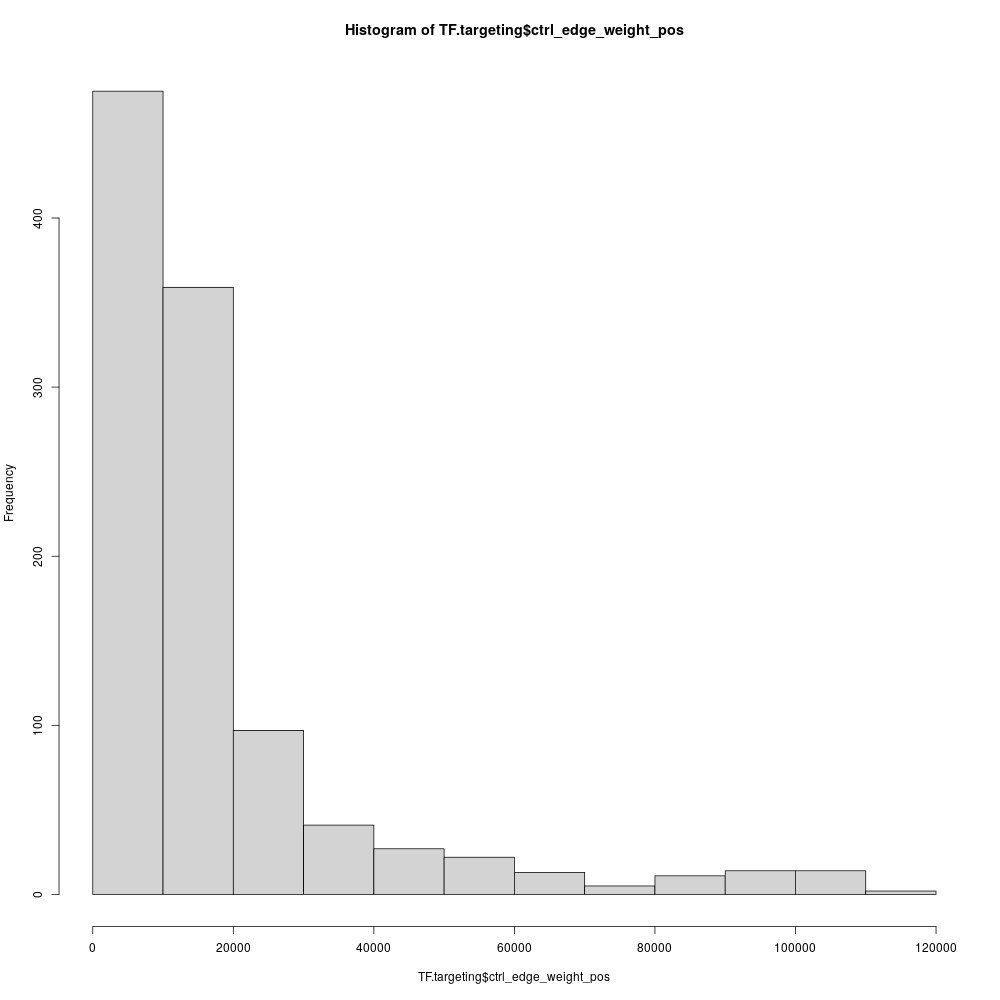 Histogram of TF.targeting$ctrl_edge_weight_pos
Frequency
400
300
200
100
0
0 20000 40000 60000 80000 100000 120000
TF.targeting$ctrl_edge_weight_pos